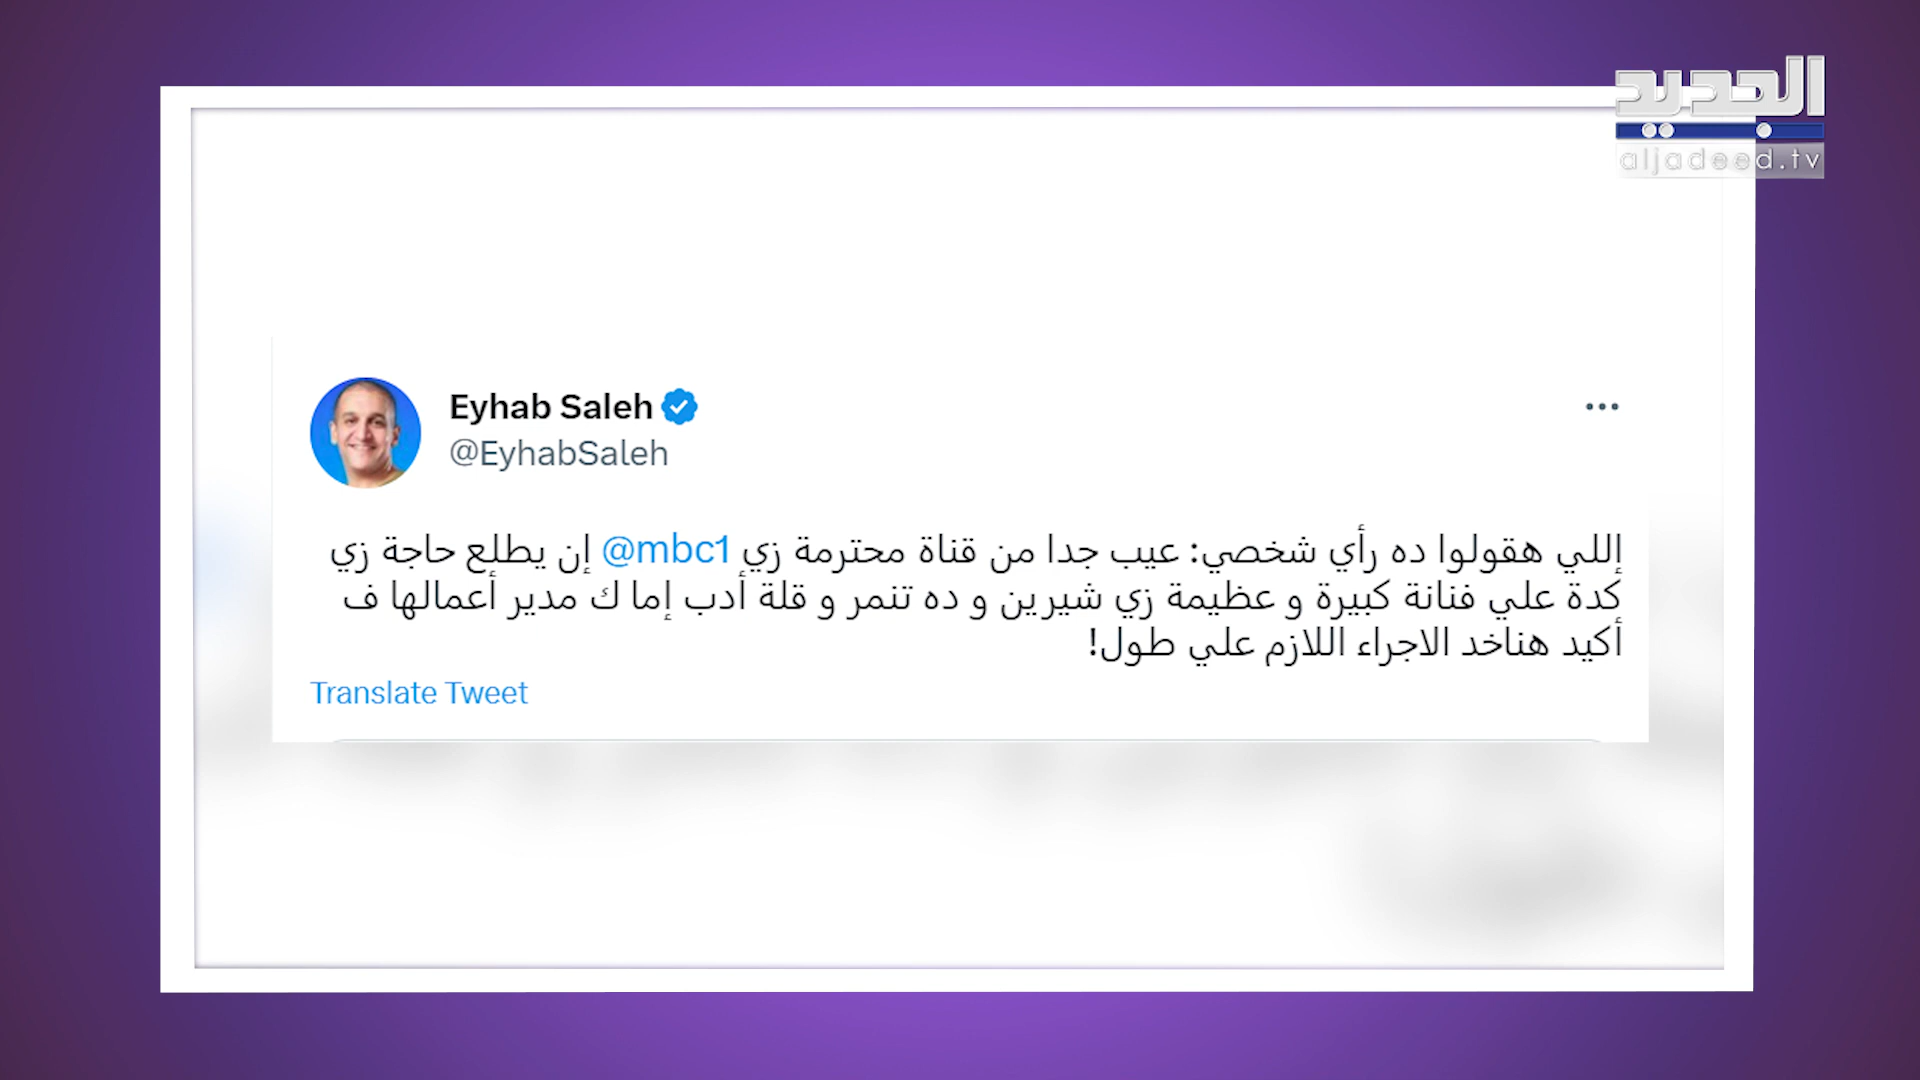 الجديد
aljadeed.tv
Eyhab Saleh
@EyhabSaleh
إللي هقولوا ده رأي شخصي: عيب جدا من قناة محترمة زي @mbc1 إن يطلع حاجة زي
كدة علي فنانة كبيرة و عظيمة زي شيرين و ده تنمر و قلة أدب إما ك مدير أعمالها ف
أكيد هناخد الاجراء اللازم علي طول!
Translate Tweet